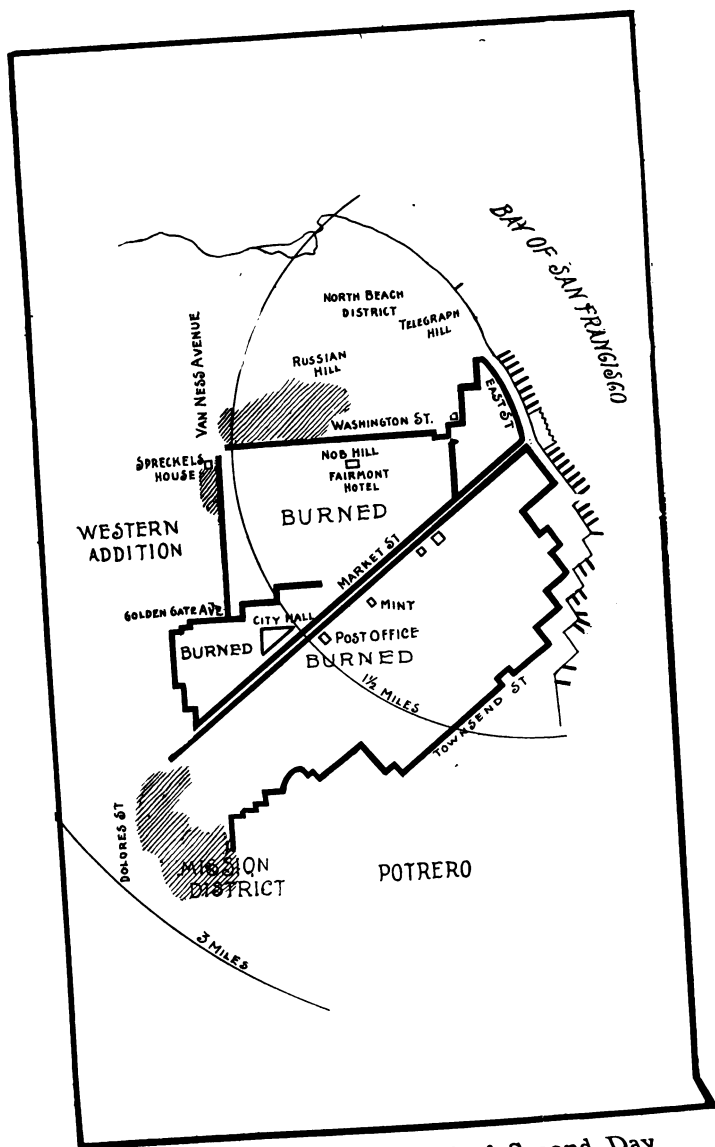 BAY OF SAN FRANCISCO
NORTH BEACH
DISTRICT
TELEGRAPH
HILL
VAN NESS AVENUE
RUSSIAN
HILL
EAST ST
WASHINGTON ST.
SPRECKELS
HOUSE
NOB HILL
FAIRMONT
HOTEL
BURNED
WESTERN
ADDITION
MARKET ST
GOLDEN GATE AVE
CITY HALL
MINT
BURNED
POST OFFICE
BURNED
1½ MILES
TOWNSEND ST
DOLORES ST
MISSION
DISTRICT
POTRERO
3 MILES
Second Day